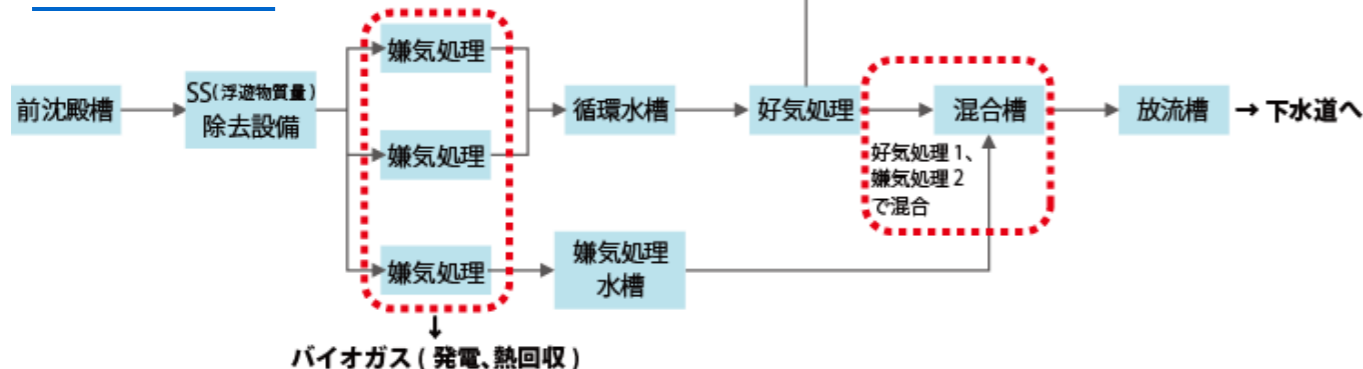 前沈殿槽
SS(浮遊物質量)
除去設備
嫌気処理
嫌気処理
嫌気処理
循環水槽
嫌気処理
水槽
好気処理
混合槽
好気処理1、
嫌気処理2
で混合
放流槽
→ 下水道へ
↓
バイオガス ( 発電、熱回収 )